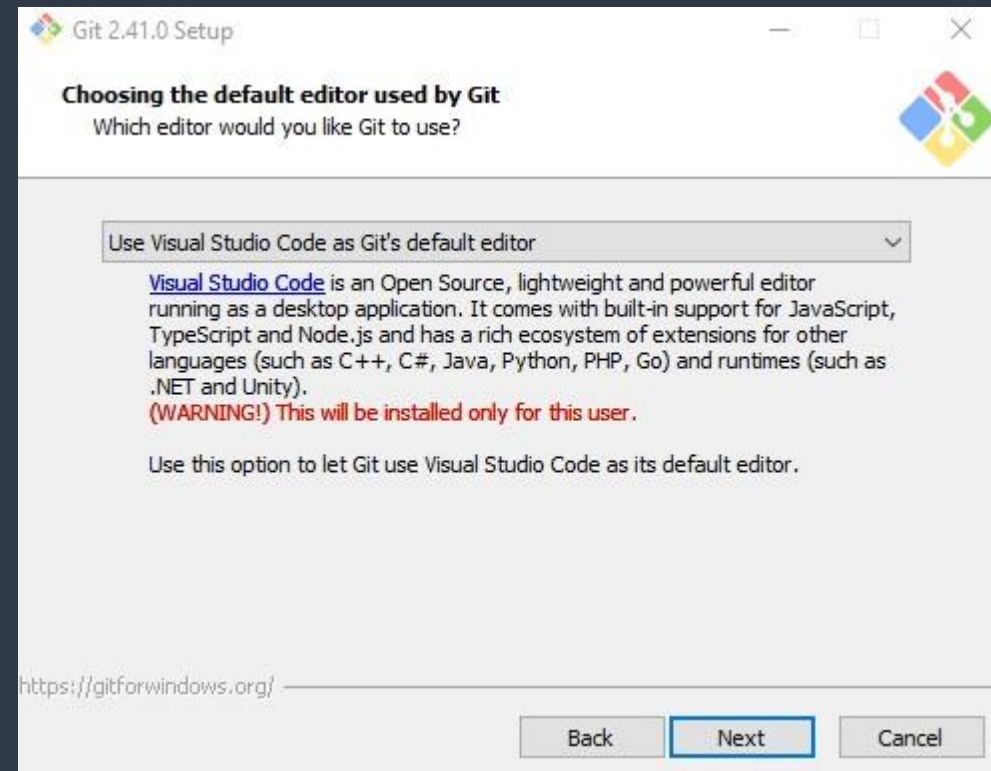 Git 2.41.0 Setup
Choosing the default editor used by Git
Which editor would you like Git to use?
Use Visual Studio Code as Git's default editor
Visual Studio Code is an Open Source, lightweight and powerful editor
running as a desktop application. It comes with built-in support for JavaScript,
TypeScript and Node.js and has a rich ecosystem of extensions for other
languages (such as C++, C#, Java, Python, PHP, Go) and runtimes (such as
.NET and Unity).
(WARNING!) This will be installed only for this user.
Use this option to let Git use Visual Studio Code as its default editor.
https://gitforwindows.org/
Back Next Cancel